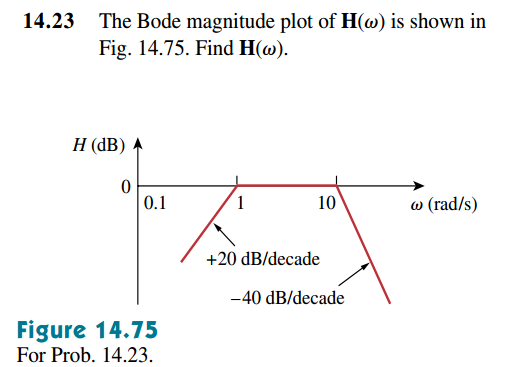 14.23 The Bode magnitude plot of H(ω) is shown in
Fig. 14.75. Find H(ω).
H (dB)
0
0.1 1 10 ω (rad/s)
+20 dB/decade
−40 dB/decade
Figure 14.75
For Prob. 14.23.